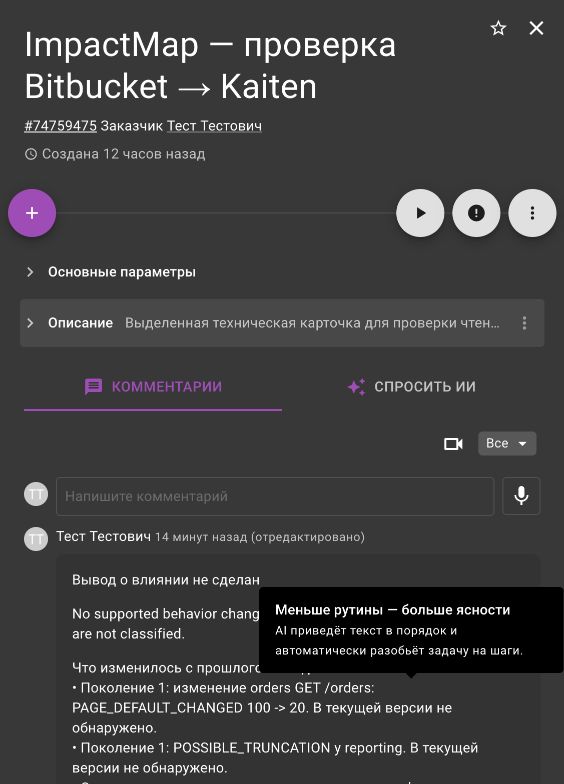 ImpactMap — проверка
Bitbucket → Kaiten
#74759475 Заказчик Тест Тестович
Создана 12 часов назад
Основные параметры
Описание Выделенная техническая карточка для проверки чтен...
КОММЕНТАРИИ СПРОСИТЬ ИИ
Все
ТТ Напишите комментарий
ТТ Тест Тестович 14 минут назад (отредактировано)
Вывод о влиянии не сделан
No supported behavior chang
are not classified.
Меньше рутины — больше ясности
AI приведёт текст в порядок и
автоматически разобьёт задачу на шаги.
Что изменилось с прошлого
• Поколение 1: изменение orders GET /orders:
PAGE_DEFAULT_CHANGED 100 -> 20. В текущей версии не
обнаружено.
• Поколение 1: POSSIBLE_TRUNCATION у reporting. В текущей
версии не обнаружено.